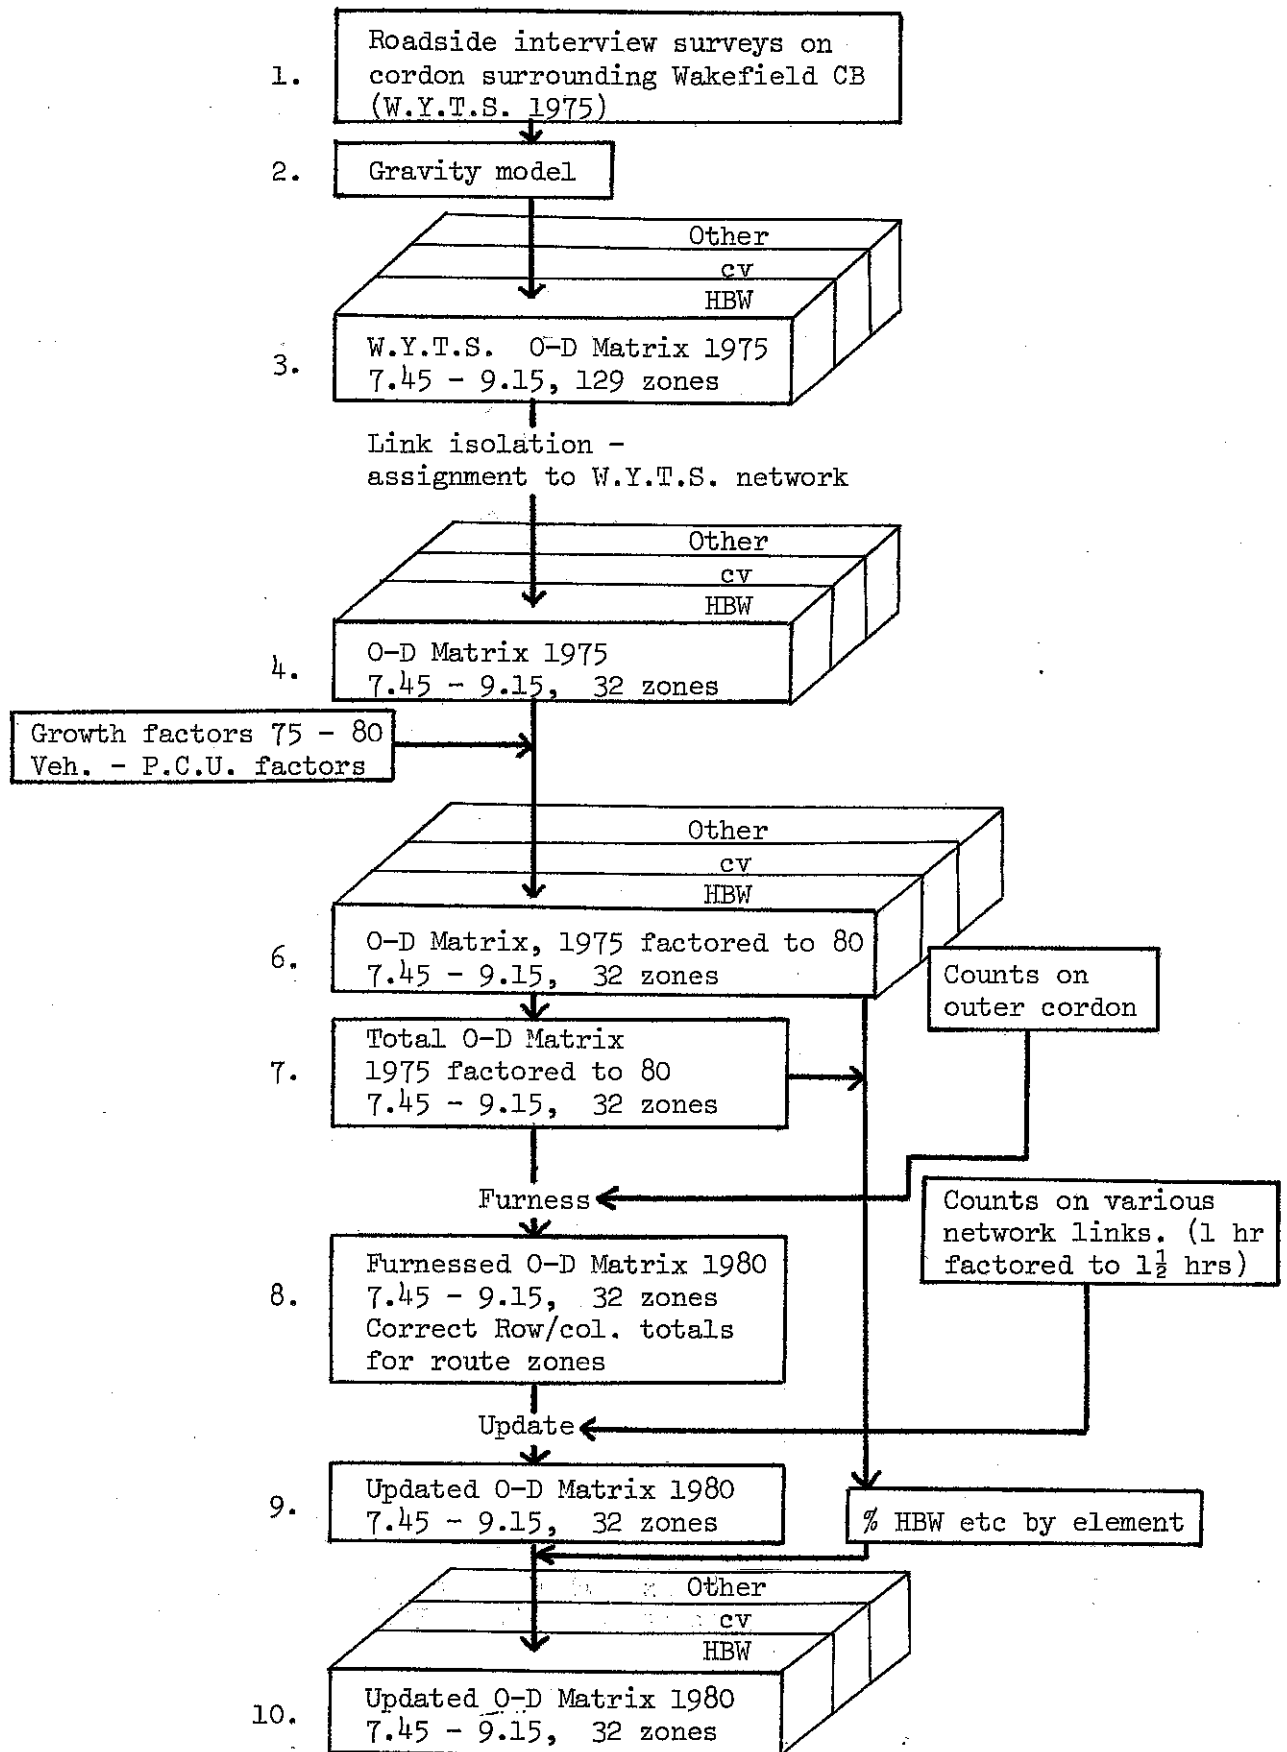 1.
Roadside interview surveys on
cordon surrounding Wakefield CB
(W.Y.T.S. 1975)
2.
Gravity model
Other
cv
HBW
3.
W.Y.T.S. O-D Matrix 1975
7.45 - 9.15, 129 zones
Link isolation -
assignment to W.Y.T.S. network
Other
cv
HBW
4.
O-D Matrix 1975
7.45 - 9.15, 32 zones
Growth factors 75 - 80
Veh. - P.C.U. factors
Other
cv
HBW
6.
O-D Matrix, 1975 factored to 80
7.45 - 9.15, 32 zones
Counts on
outer cordon
7.
Total O-D Matrix
1975 factored to 80
7.45 - 9.15, 32 zones
Furness
Counts on various
network links. (1 hr
factored to 1½ hrs)
8.
Furnessed O-D Matrix 1980
7.45 - 9.15, 32 zones
Correct Row/col. totals
for route zones
Update
9.
Updated O-D Matrix 1980
7.45 - 9.15, 32 zones
% HBW etc by element
Other
cv
HBW
10.
Updated O-D Matrix 1980
7.45 - 9.15, 32 zones